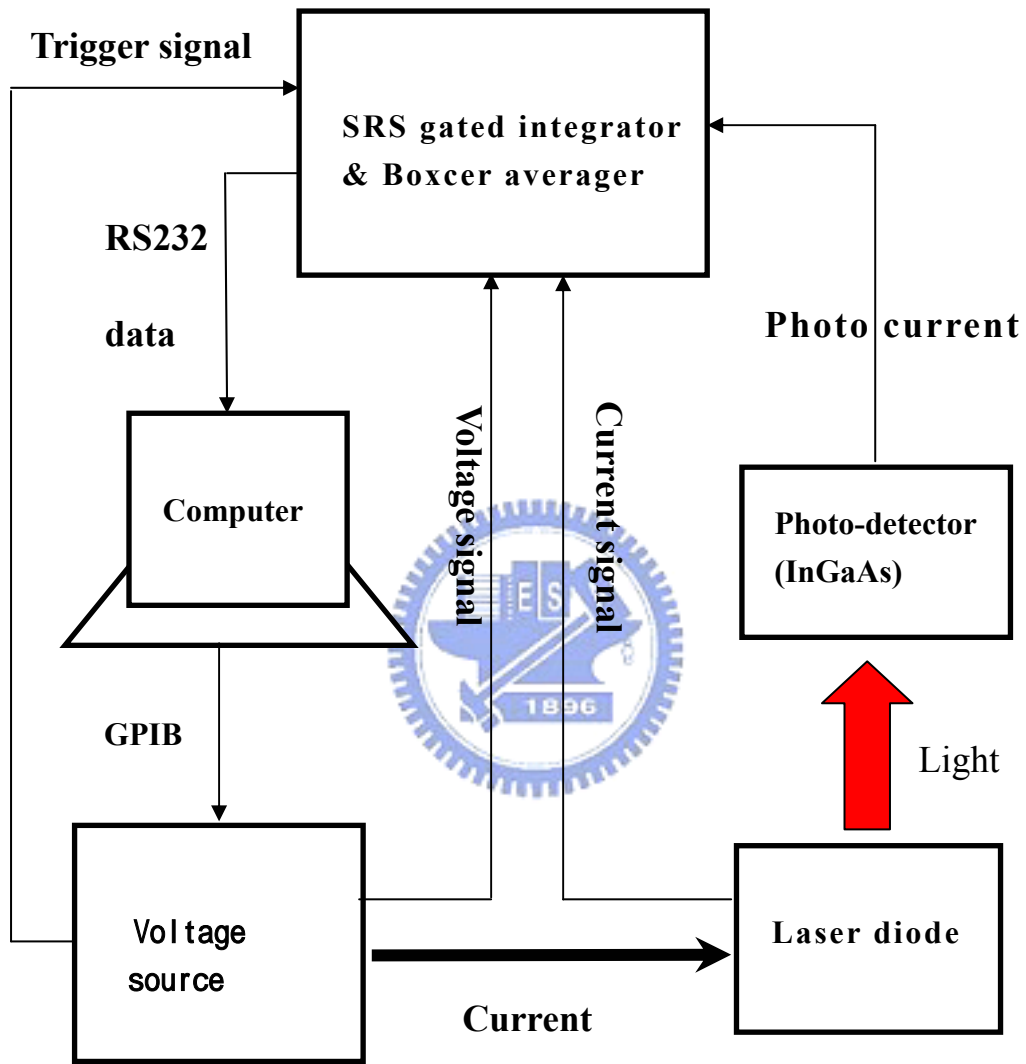 Trigger signal
SRS gated integrator
& Boxcer averager
RS232
data
Photo current
Voltage signal
Current signal
Computer
Photo-detector
(InGaAs)
E S
1896
GPIB
Light
Voltage
source
Laser diode
Current